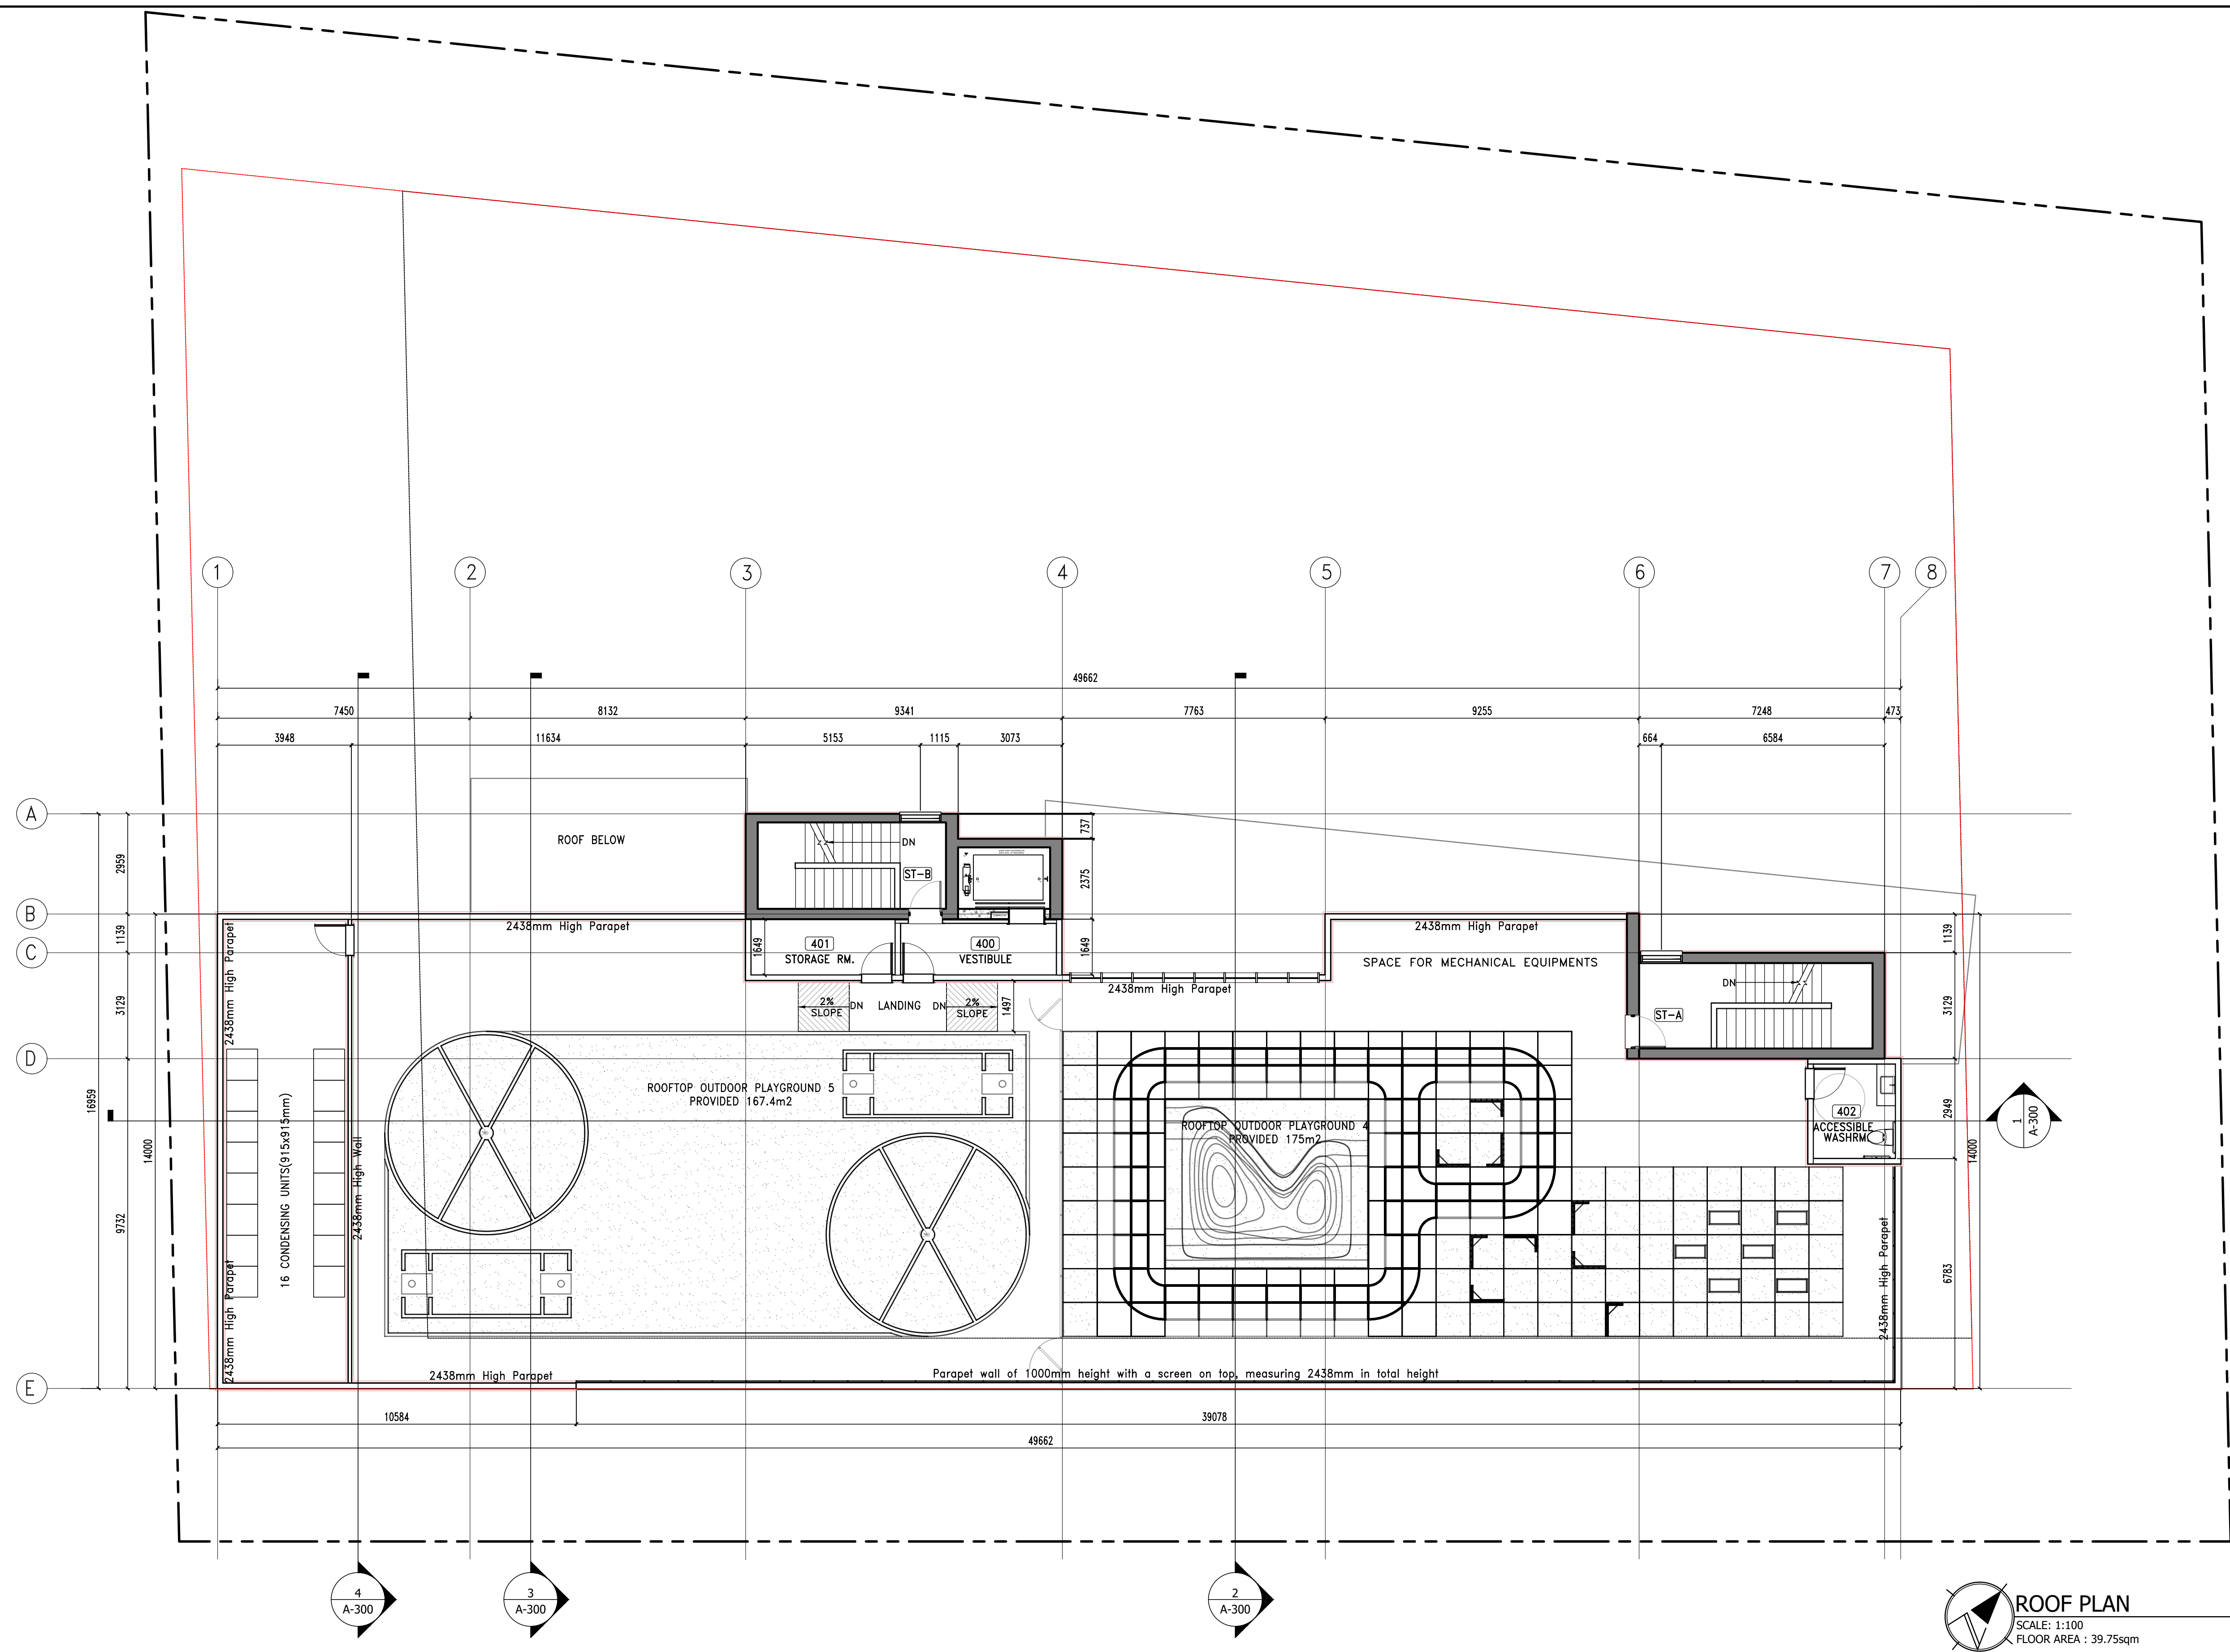 1
2
3
4
5
6
7
8
49662
7450
8132
9341
7763
9255
7248
473
3948
11634
5153
1115
3073
664
6584
A
B
C
D
E
2959
1139
3129
9732
16959
14000
ROOF BELOW
DN
ST-B
737
2375
1649
1649
2438mm High Parapet
401
STORAGE RM.
400
VESTIBULE
2438mm High Parapet
2438mm High Parapet
SPACE FOR MECHANICAL EQUIPMENTS
DN
ST-A
1139
3129
2949
6783
14000
2438mm High Parapet
2438mm High Parapet
2%
SLOPE
DN
LANDING
DN
2%
SLOPE
1497
16 CONDENSING UNITS(915x915mm)
2438mm High Wall
ROOFTOP OUTDOOR PLAYGROUND 5
PROVIDED 167.4m2
ROOFTOP OUTDOOR PLAYGROUND 4
PROVIDED 175m2
402
ACCESSIBLE
WASHRM.
2438mm High Parapet
1
A-300
2438mm High Parapet
Parapet wall of 1000mm height with a screen on top, measuring 2438mm in total height
10584
39078
49662
4
A-300
3
A-300
2
A-300
ROOF PLAN
SCALE: 1:100
FLOOR AREA : 39.75sqm